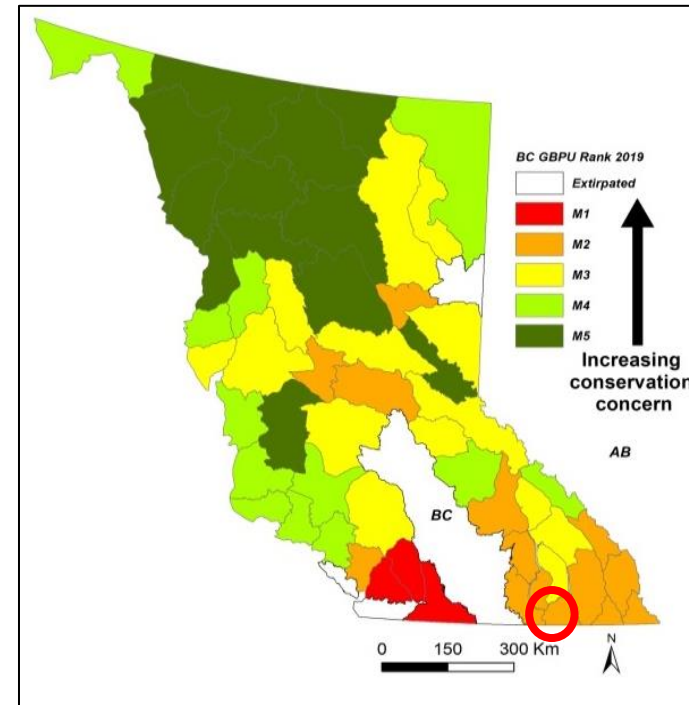 BC GBPU Rank 2019
Extirpated
M1
M2
M3
M4
M5
Increasing
conservation
concern
AB
BC
0 150 300 Km
N